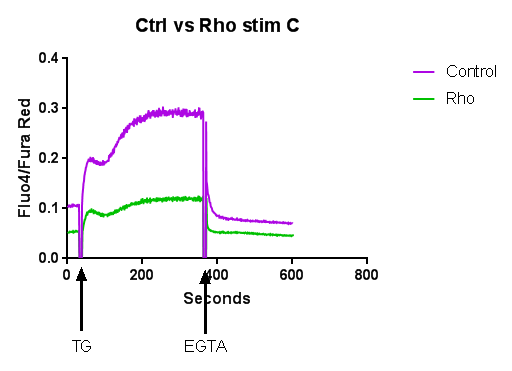 Ctrl vs Rho stim C
Control
Rho
Fluo4/Fura Red
0.4
0.3
0.2
0.1
0.0
0
200
400
600
800
Seconds
TG
EGTA